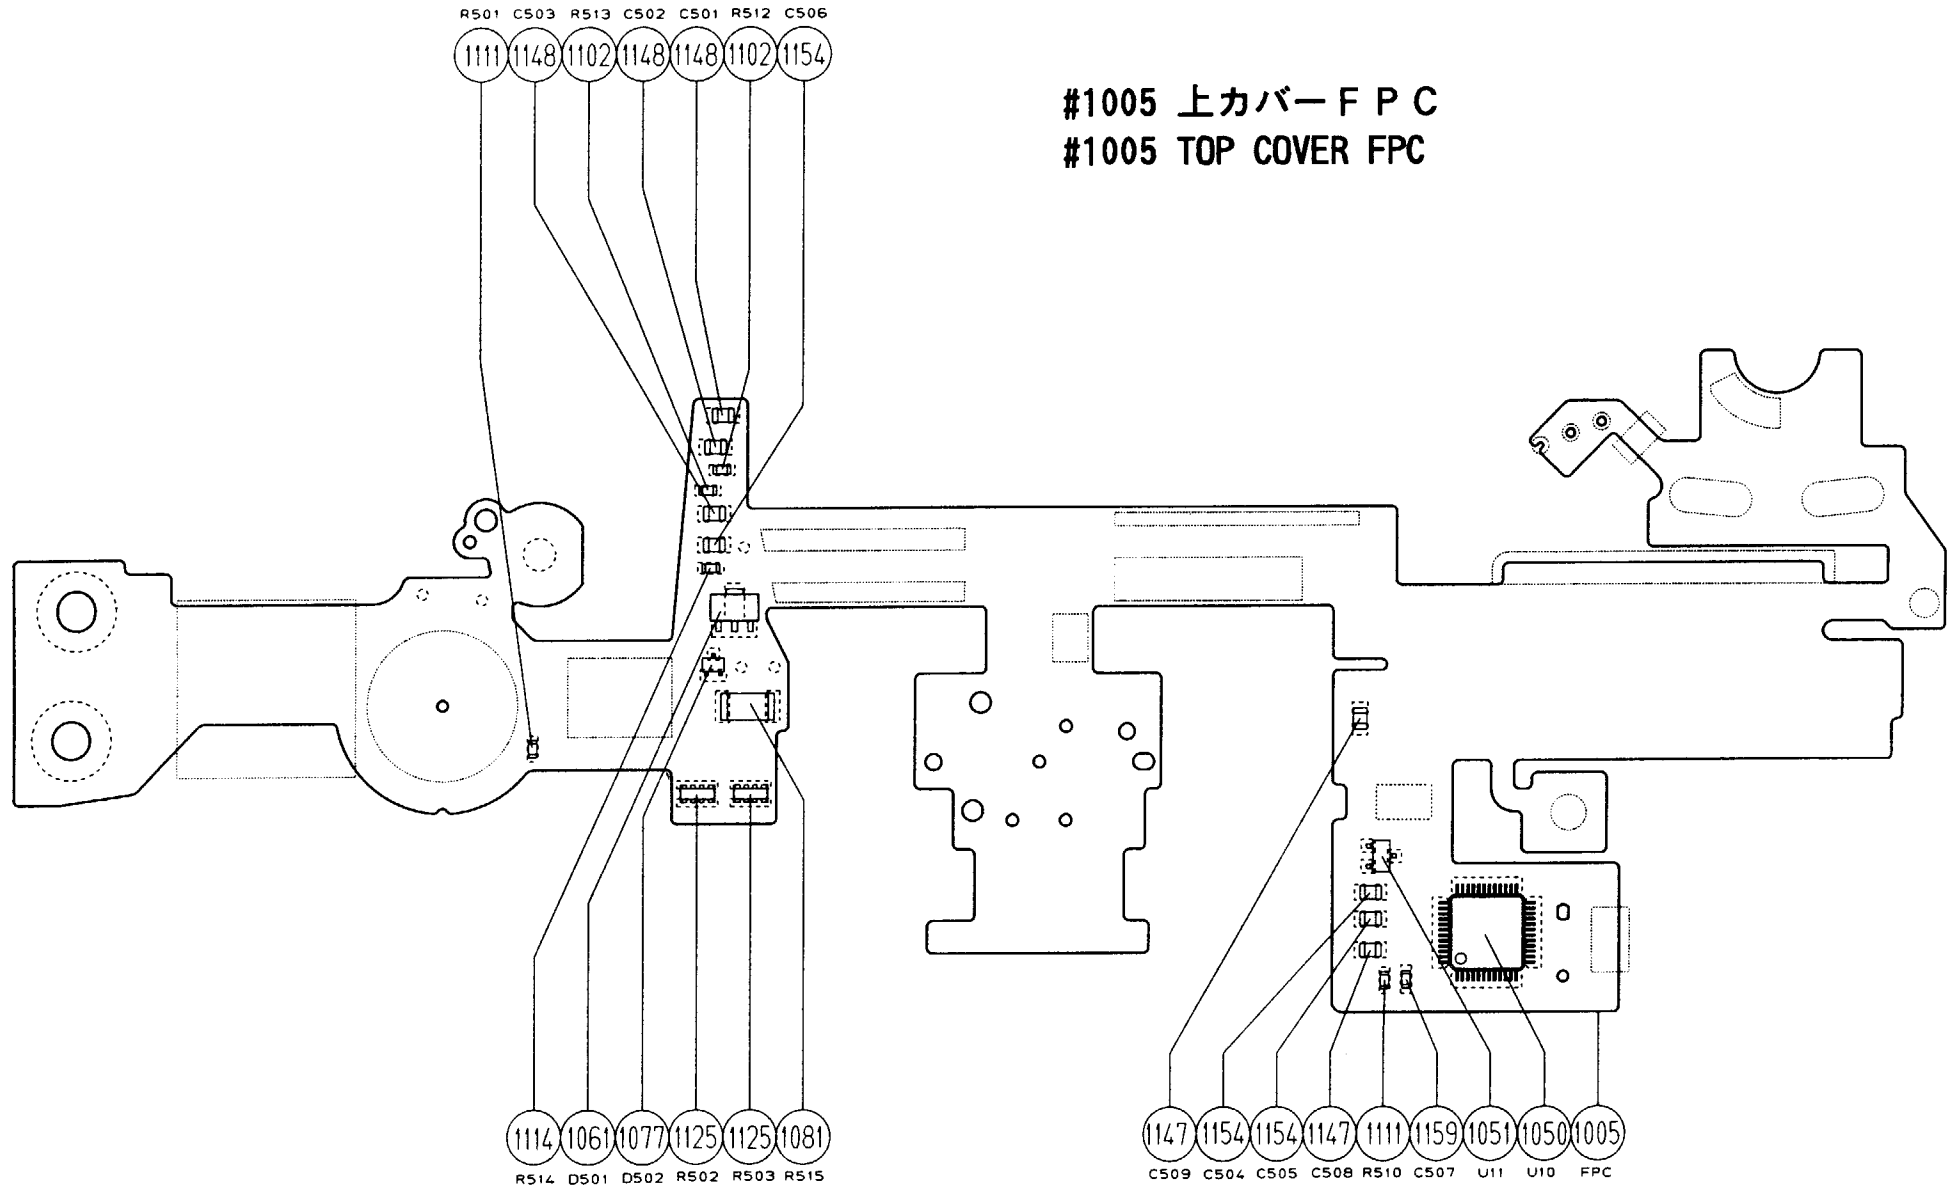 R501 C503 R513 C502 C501 R512 C506
1111 1148 1102 1148 1148 1102 1154
#1005 上カバーＦＰＣ
#1005 TOP COVER FPC
1114 1061 1077 1125 1125 1081
R514 D501 D502 R502 R503 R515
1147 1154 1154 1147 1111 1159 1051 1050 1005
C509 C504 C505 C508 R510 C507 U11 U10 FPC